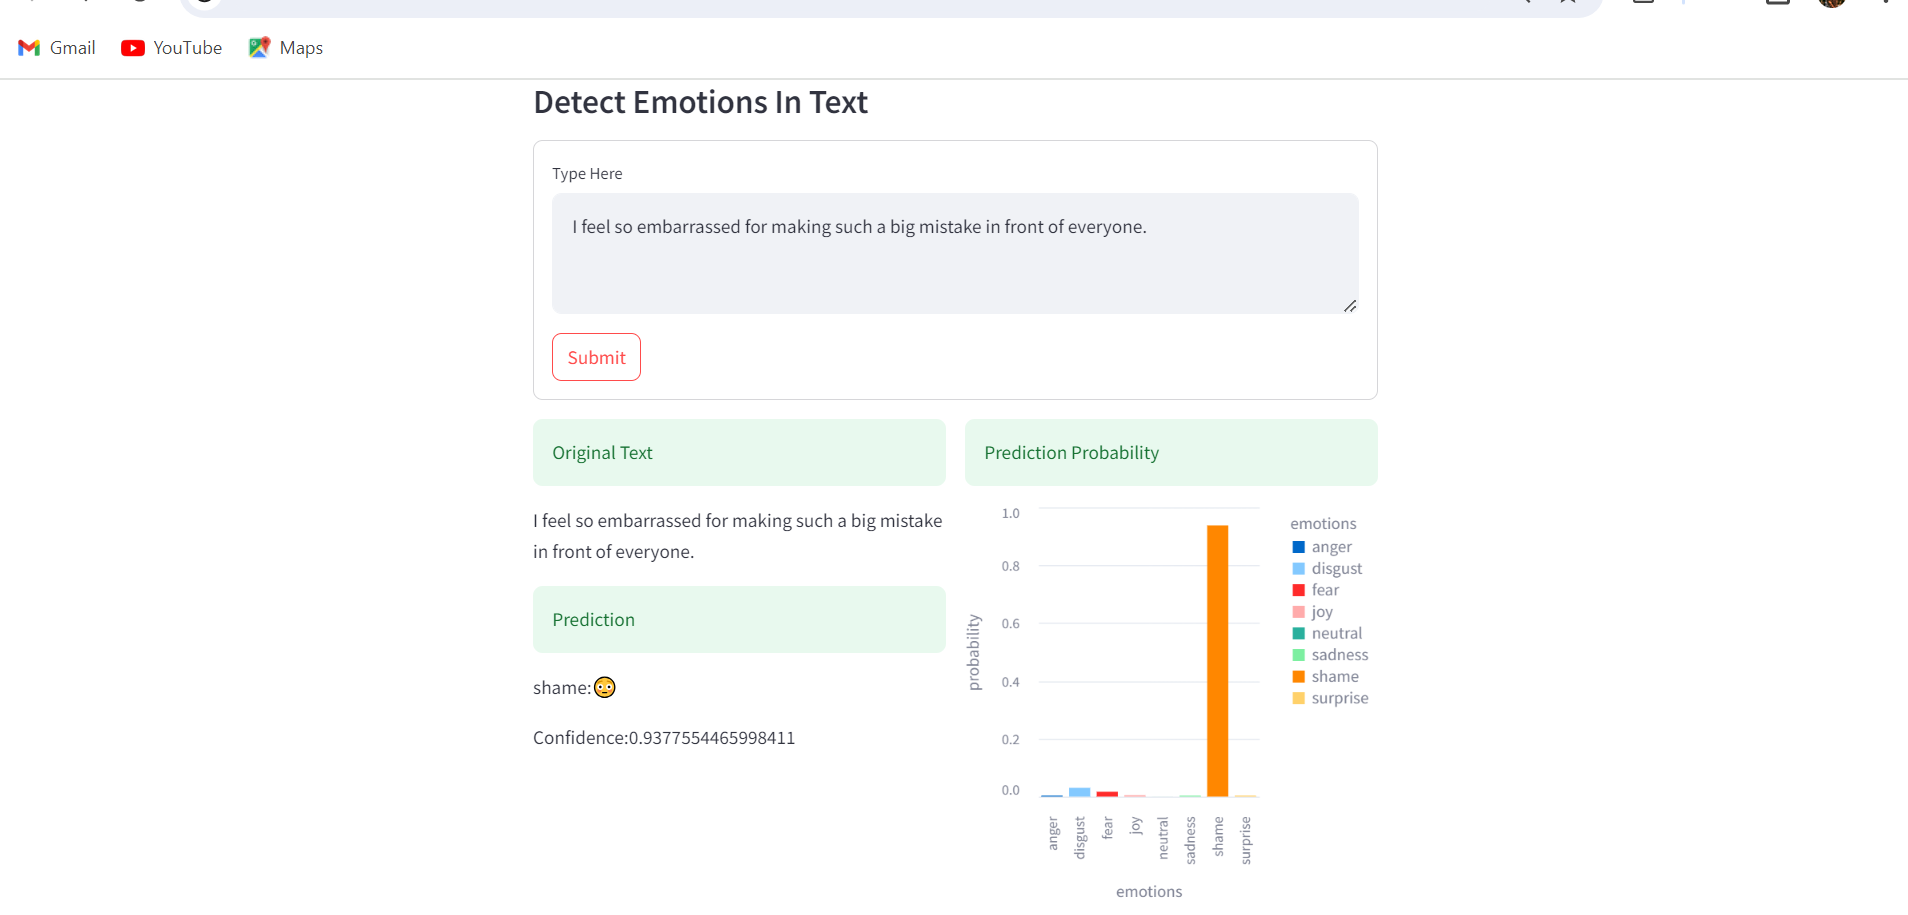 Gmail YouTube Maps
Detect Emotions In Text
Type Here
I feel so embarrassed for making such a big mistake in front of everyone.
Submit
Original Text
I feel so embarrassed for making such a big mistake
in front of everyone.
Prediction
shame:😳
Confidence:0.9377554465998411
Prediction Probability
1.0
0.8
0.6
0.4
0.2
0.0
probability
anger
disgust
fear
joy
neutral
sadness
shame
surprise
emotions
emotions
anger
disgust
fear
joy
neutral
sadness
shame
surprise